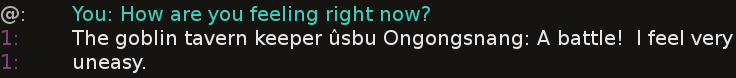 @: You: How are you feeling right now?
1: The goblin tavern keeper ûsbu Ongongsnang: A battle!  I feel very
1: uneasy.